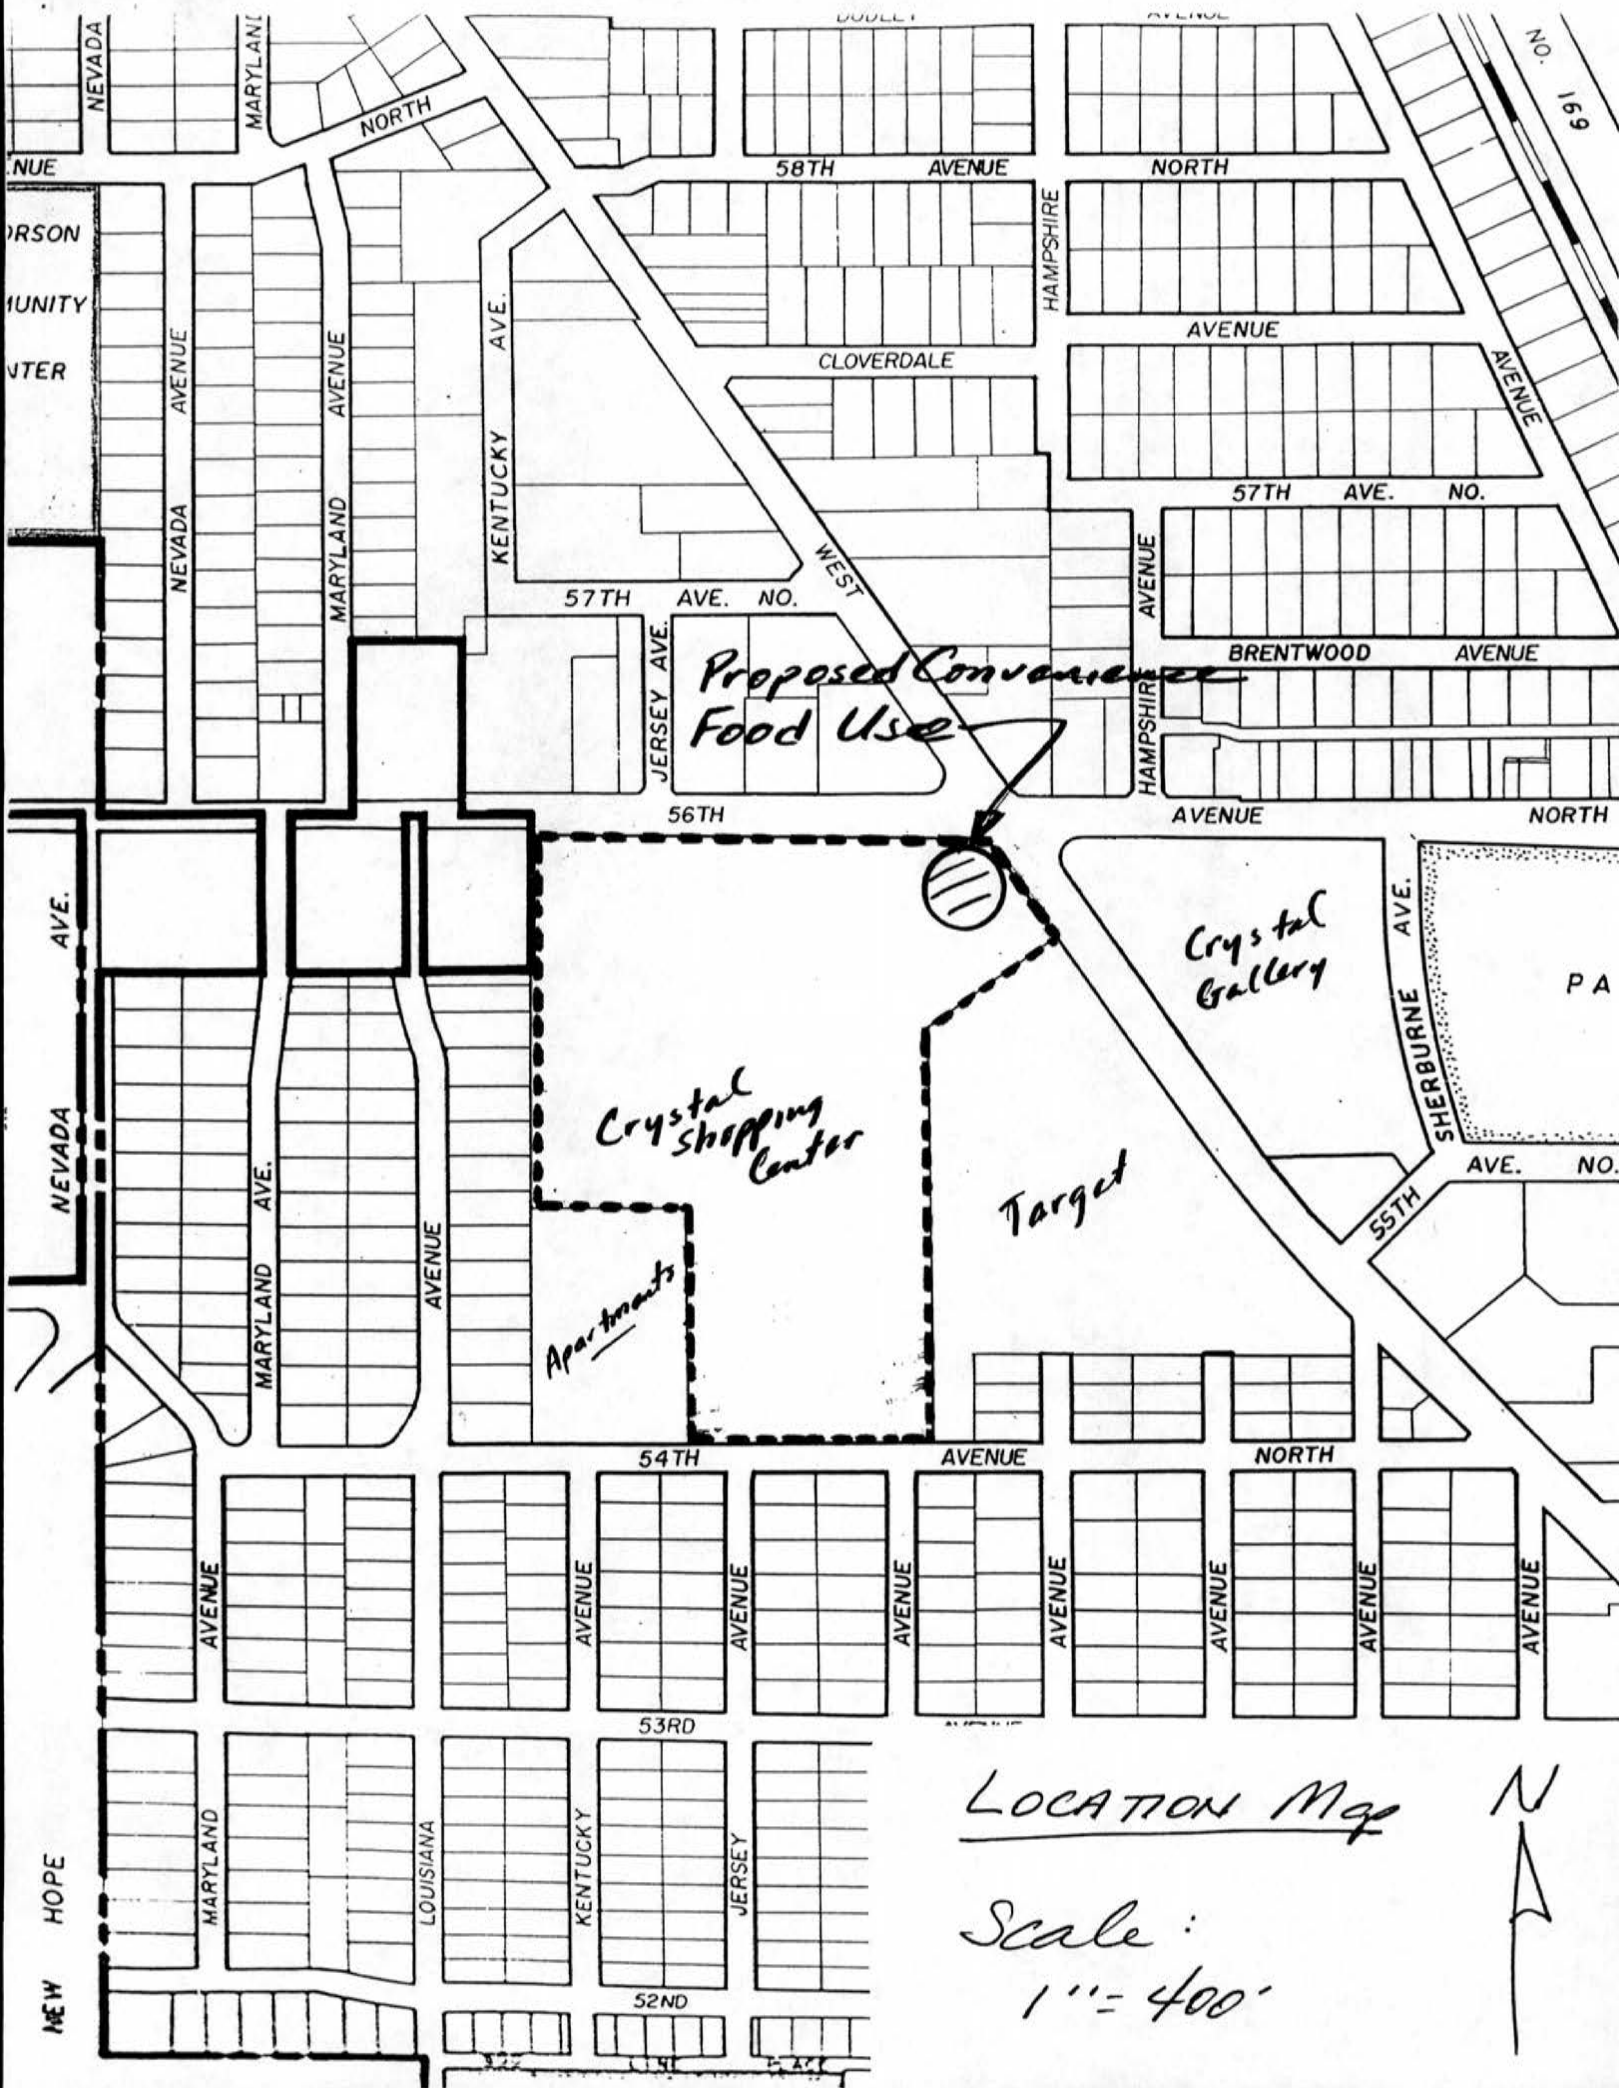 DUDLEY
AVENUE
NEVADA
MARYLAND
NORTH
NO.
169
58TH AVENUE NORTH
HAMPSHIRE
AVENUE
AVENUE
CLOVERDALE
AVENUE
NEVADA AVENUE
MARYLAND AVENUE
KENTUCKY AVE.
57TH AVE. NO.
WEST
57TH AVE. NO.
JERSEY AVE.
HAMPSHIRE AVENUE
BRENTWOOD AVENUE
Proposed Convenience
Food Use
56TH AVENUE NORTH
NEVADA AVE.
Crystal
Gallery
SHERBURNE AVE.
PA
Crystal
Shopping
Center
Target
55TH AVE. NO.
Apartments
MARYLAND AVE.
AVENUE
54TH AVENUE NORTH
AVENUE
AVENUE
AVENUE
AVENUE
AVENUE
AVENUE
AVENUE
AVENUE
53RD
MARYLAND
LOUISIANA
KENTUCKY
JERSEY
NEW HOPE
52ND
LOCATION Map
N
Scale:
1"= 400'